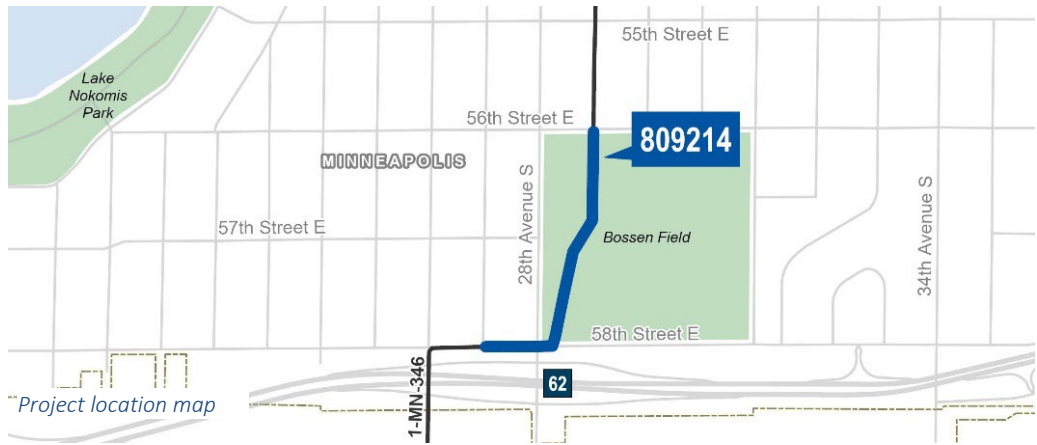 55th Street E
Lake
Nokomis
Park
56th Street E
809214
MINNEAPOLIS
28th Avenue S
34th Avenue S
57th Street E
Bossen Field
58th Street E
1-MN-346
62
Project location map